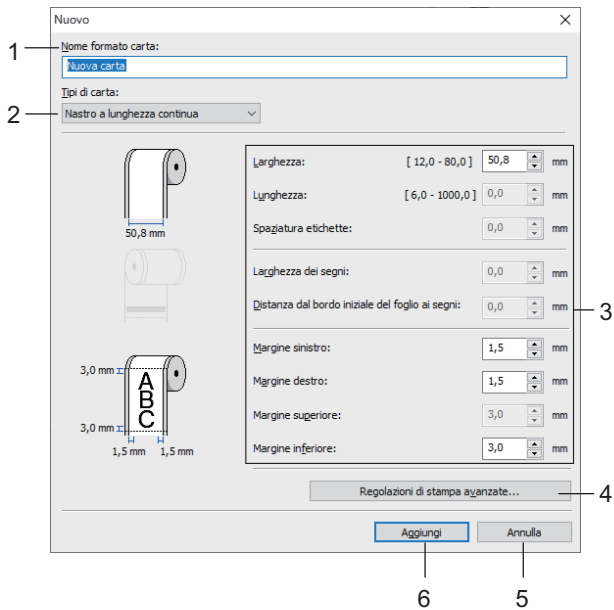 Nuovo
1
Nome formato carta:
Nuova carta
Tipi di carta:
2
Nastro a lunghezza continua
50,8 mm
3,0 mm
A
B
C
3,0 mm
1,5 mm 1,5 mm
Larghezza: [ 12,0 - 80,0 ] 50,8 mm
Lunghezza: [ 6,0 - 1000,0 ] 0,0 mm
Spaziatura etichette: 0,0 mm
Larghezza dei segni: 0,0 mm
Distanza dal bordo iniziale del foglio ai segni: 0,0 mm
3
Margine sinistro: 1,5 mm
Margine destro: 1,5 mm
Margine superiore: 3,0 mm
Margine inferiore: 3,0 mm
Regolazioni di stampa avanzate...
4
Aggiungi Annulla
6 5